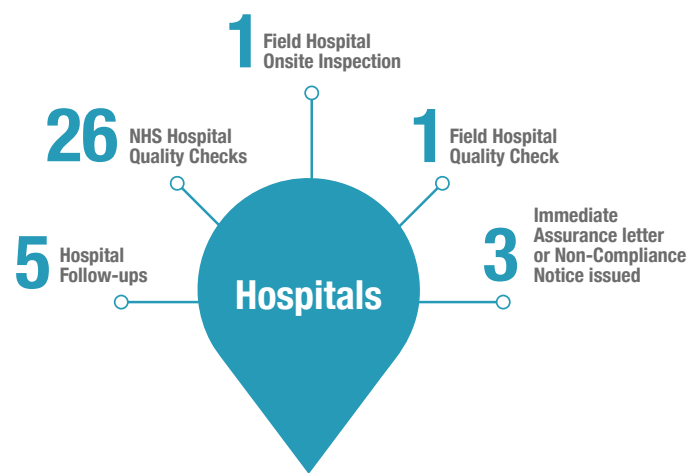 1 Field Hospital
Onsite Inspection
26 NHS Hospital
Quality Checks
1 Field Hospital
Quality Check
5 Hospital
Follow-ups
3 Immediate
Assurance letter
or Non-Compliance
Notice issued
Hospitals